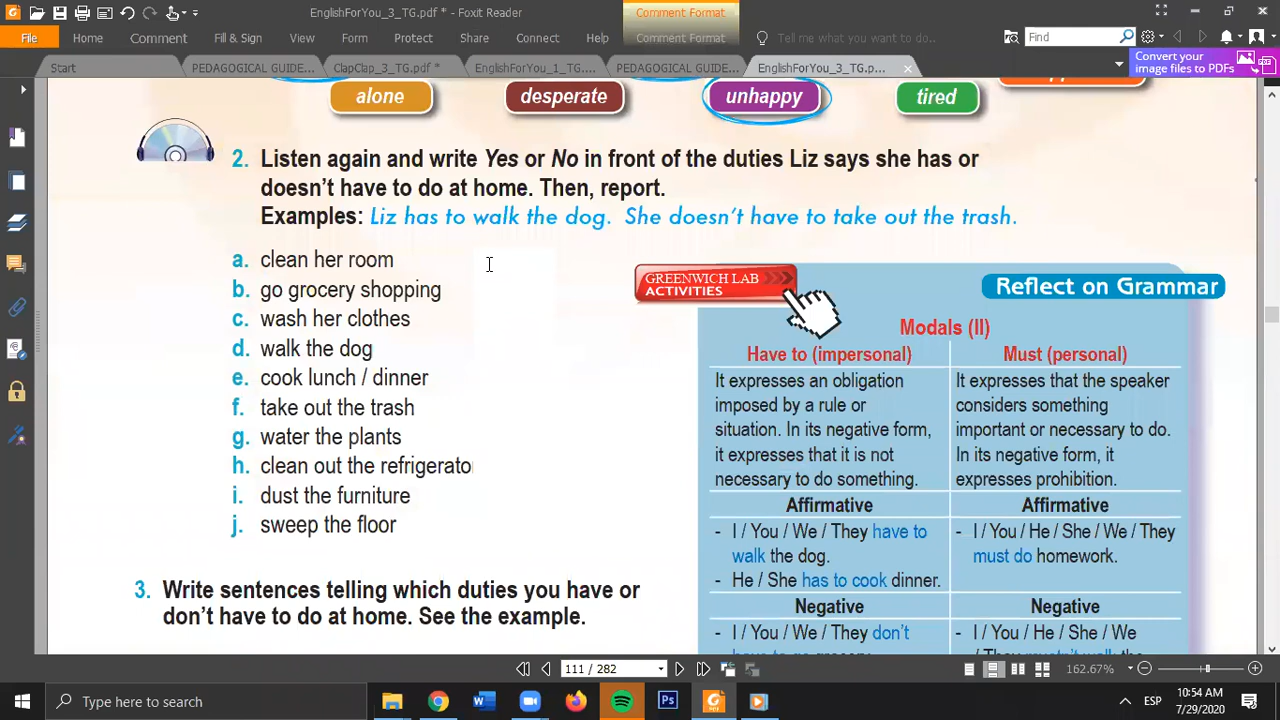 EnglishForYou_3_TG.pdf * - Foxit Reader
Comment Format
File
Home
Comment
Fill & Sign
View
Form
Protect
Share
Connect
Help
Comment Format
Tell me what you want to do..
Find
Start
PEDAGOGICAL GUIDE...
ClapClap_3_TG.pdf *
EnglishForYou_1_TG....
PEDAGOGICAL GUIDE...
EnglishForYou_3_TG.p...
Convert your
image files to PDFs
alone
desperate
unhappy
tired
2. Listen again and write Yes or No in front of the duties Liz says she has or
doesn't have to do at home. Then, report.
Examples: Liz has to walk the dog. She doesn't have to take out the trash.
a. clean her room
b. go grocery shopping
c. wash her clothes
d. walk the dog
e. cook lunch / dinner
f. take out the trash
g. water the plants
h. clean out the refrigerato
i. dust the furniture
j. sweep the floor
3. Write sentences telling which duties you have or
don't have to do at home. See the example.
GREENWICH LAB
ACTIVITIES
Reflect on Grammar
Modals (II)
Have to (impersonal)
It expresses an obligation
imposed by a rule or
situation. In its negative form,
it expresses that it is not
necessary to do something.
Affirmative
- I / You / We / They have to
walk the dog.
- He / She has to cook dinner.
Negative
- I / You / We / They don't
Must (personal)
It expresses that the speaker
considers something
important or necessary to do.
In its negative form, it
expresses prohibition.
Affirmative
- I / You / He / She / We / They
must do homework.
Negative
- I / You / He / She / We
111 / 282
162.67%
Type here to search
ESP
10:54 AM
7/29/2020